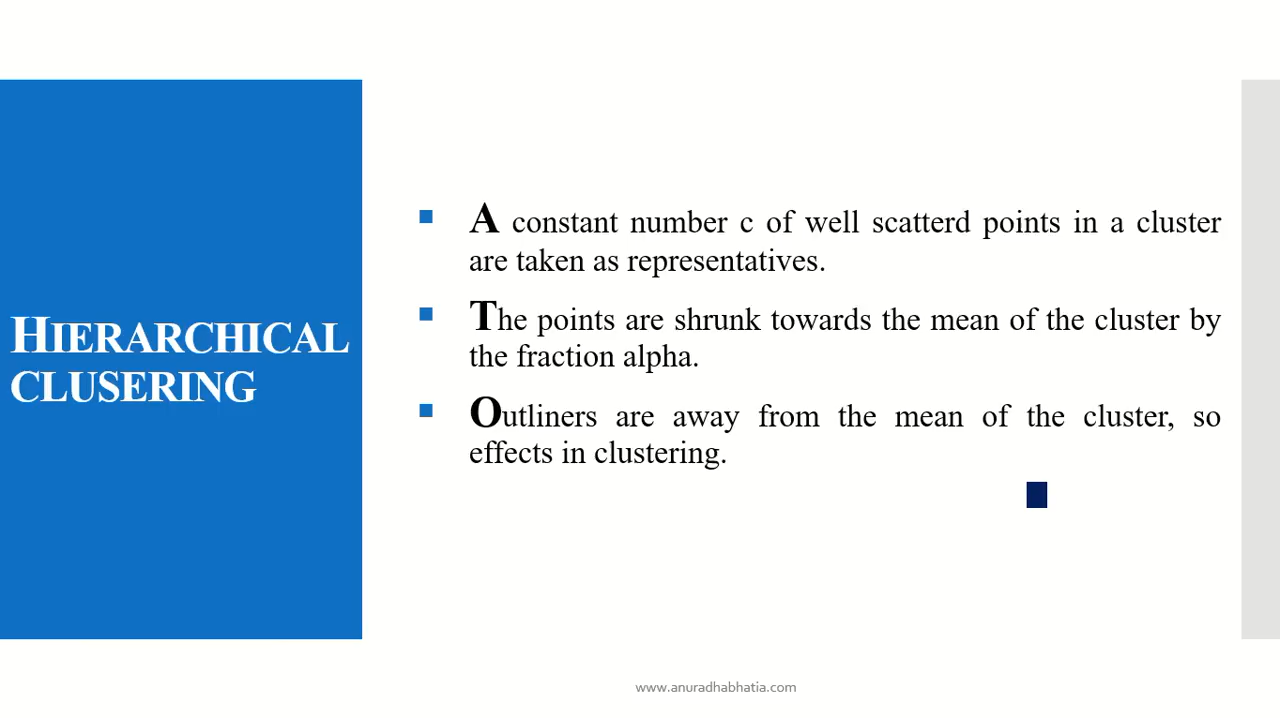 HIERARCHICAL
CLUSERING
A constant number c of well scatterd points in a cluster
are taken as representatives.
The points are shrunk towards the mean of the cluster by
the fraction alpha.
Outliners are away from the mean of the cluster, so
effects in clustering.
www.anuradhabhatia.com